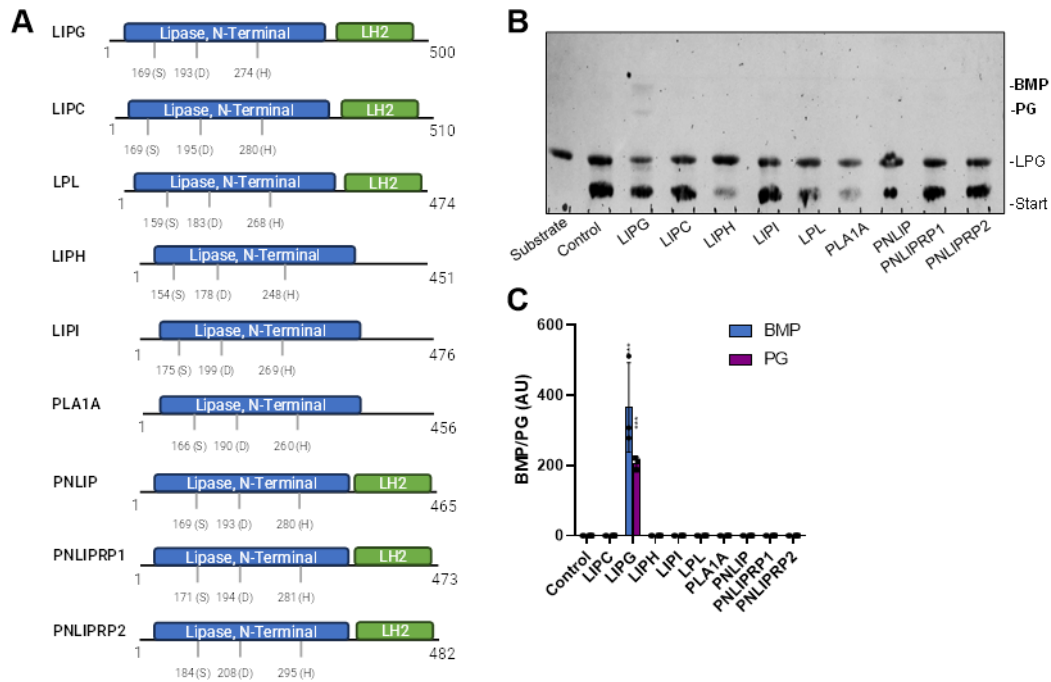 A
LIPG
Lipase, N-Terminal
LH2
1
500
169 (S)
193 (D)
274 (H)
LIPC
Lipase, N-Terminal
LH2
1
510
169 (S)
195 (D)
280 (H)
LPL
Lipase, N-Terminal
LH2
1
474
159 (S)
183 (D)
268 (H)
LIPH
Lipase, N-Terminal
1
451
154 (S)
178 (D)
248 (H)
LIPI
Lipase, N-Terminal
1
476
175 (S)
199 (D)
269 (H)
PLA1A
Lipase, N-Terminal
1
456
166 (S)
190 (D)
260 (H)
PNLIP
Lipase, N-Terminal
LH2
1
465
169 (S)
193 (D)
280 (H)
PNLIPRP1
Lipase, N-Terminal
LH2
1
473
171 (S)
194 (D)
281 (H)
PNLIPRP2
Lipase, N-Terminal
LH2
1
482
184 (S)
208 (D)
295 (H)
B
-BMP
-PG
-LPG
-Start
Substrate
Control
LIPG
LIPC
LIPH
LIPI
LPL
PLA1A
PNLIP
PNLIPRP1
PNLIPRP2
C
BMP/PG (AU)
600
400
200
0
BMP
PG
***
Control
LIPC
LIPG
LIPH
LIPI
LPL
PLA1A
PNLIP
PNLIPRP1
PNLIPRP2